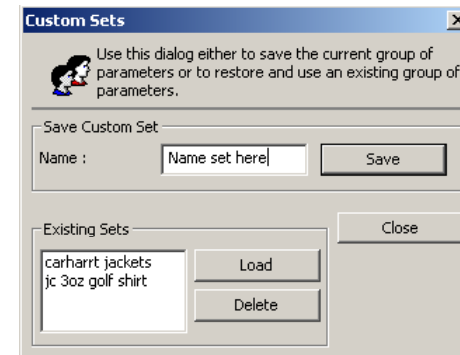 Custom Sets
Use this dialog either to save the current group of
parameters or to restore and use an existing group of
parameters.
Save Custom Set
Name :
Name set here
Save
Existing Sets
Close
carharrt jackets
jc 3oz golf shirt
Load
Delete